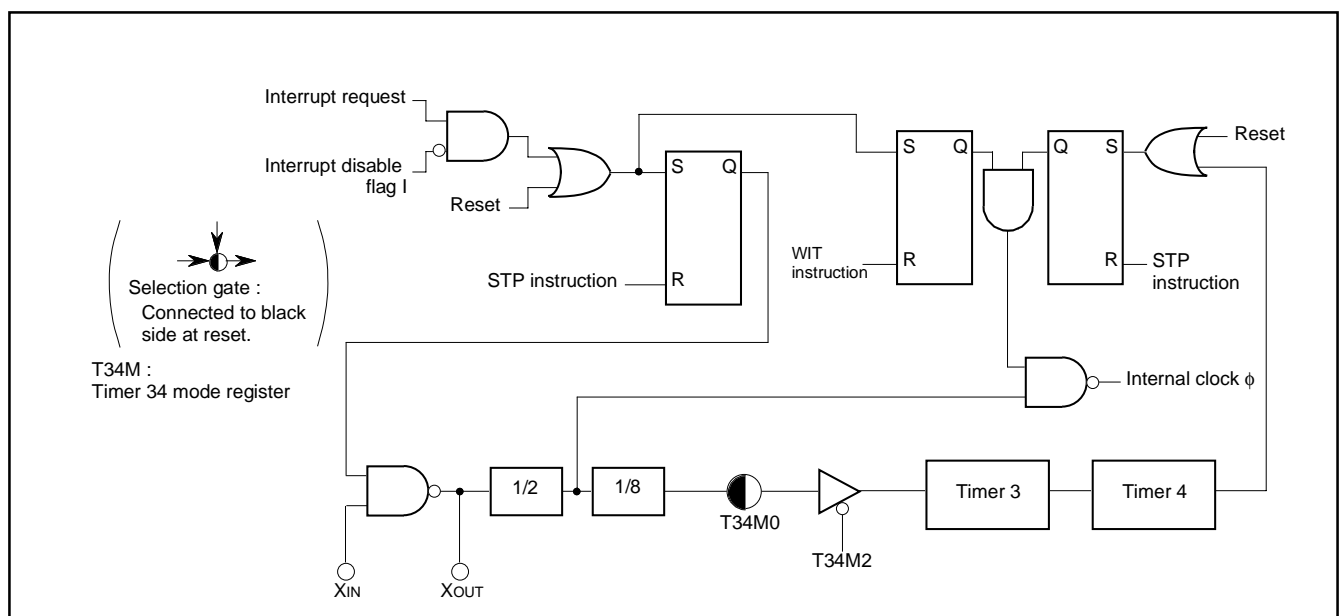 Interrupt request
Interrupt disable
flag I
Reset
S
Q
STP instruction
R
S
Q
WIT
instruction
R
Q
S
R
Reset
STP
instruction
Selection gate :
Connected to black
side at reset.
T34M :
Timer 34 mode register
Internal clock ϕ
1/2
1/8
T34M0
T34M2
Timer 3
Timer 4
XIN
XOUT